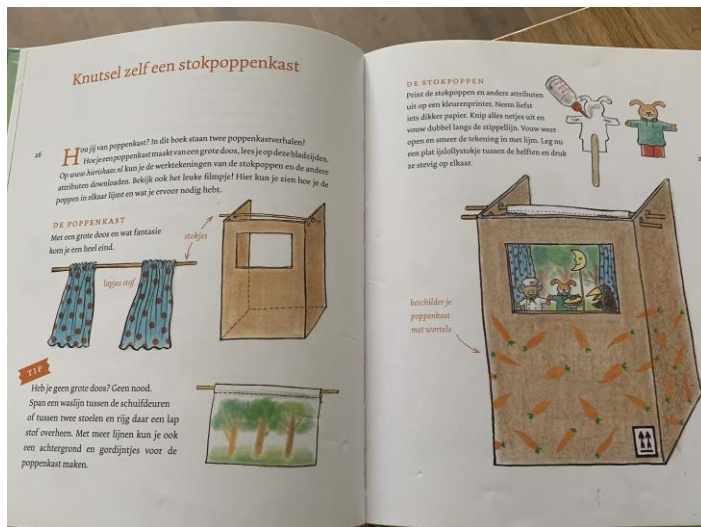 Knutsel zelf een stokpoppenkast
26
Hou jij van poppenkast? In dit boek staan twee poppenkastverhalen!
Hoe je een poppenkast maakt van een grote doos, lees je op deze bladzijden.
Op www.hierishaas.nl kun je de werktekeningen van de stokpoppen en de andere
attributen downloaden. Bekijk ook het leuke filmpje! Hier kun je zien hoe je de
poppen in elkaar lijmt en wat je ervoor nodig hebt.
DE POPPENKAST
Met een grote doos en wat fantasie
kom je een heel eind.
stokjes
lapjes stof
TIP
Heb je geen grote doos? Geen nood.
Span een waslijn tussen de schuifdeuren
of tussen twee stoelen en rijg daar een lap
stof overheen. Met meer lijnen kun je ook
een achtergrond en gordijntjes voor de
poppenkast maken.
DE STOKPOPPEN
Print de stokpoppen en andere attributen
uit op een kleurenprinter. Neem liefst
iets dikker papier. Knip alles netjes uit en
vouw dubbel langs de stippellijn. Vouw weer
open en smeer de tekening in met lijm. Leg nu
een plat ijslollystokje tussen de helften en druk
ze stevig op elkaar.
beschilder je
poppenkast
met wortels